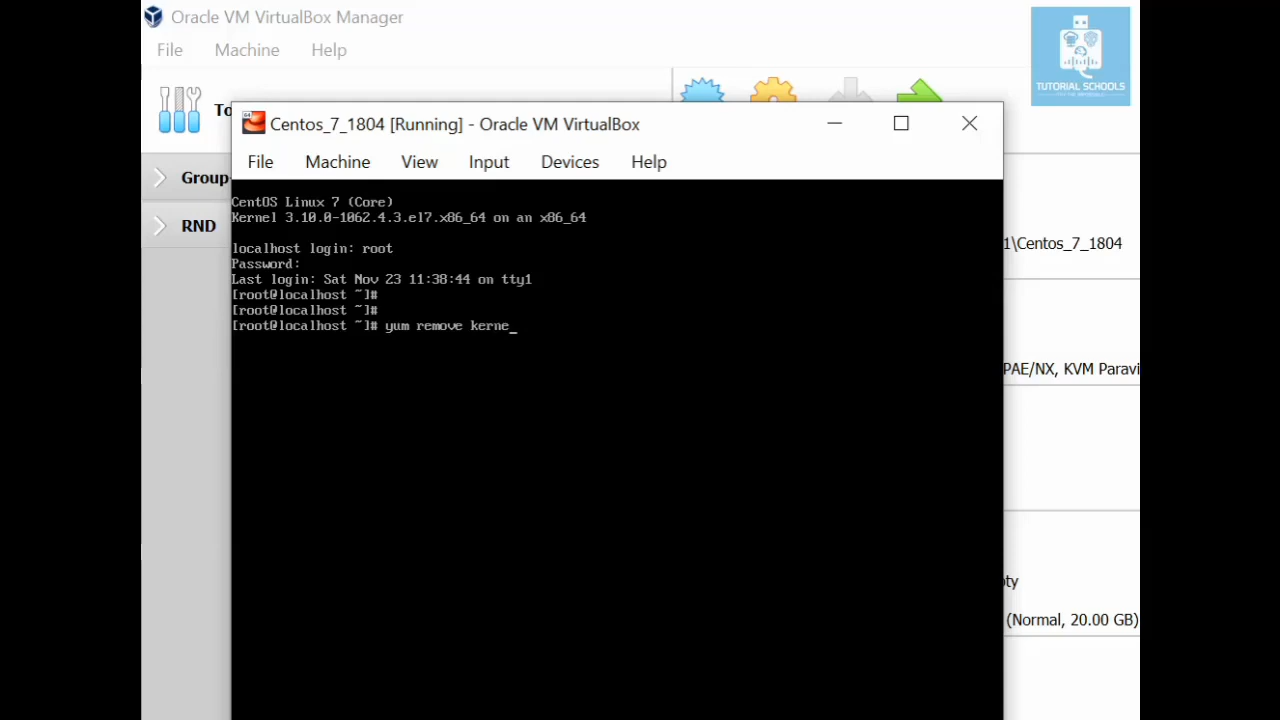 Oracle VM VirtualBox Manager
File Machine Help
TUTORIAL SCHOOLS
Centos_7_1804 [Running] - Oracle VM VirtualBox
File Machine View Input Devices Help
Group
RND
CentOS Linux 7 (Core)
Kernel 3.10.0-1062.4.3.el7.x86_64 on an x86_64
localhost login: root
Password:
Last login: Sat Nov 23 11:38:44 on tty1
[root@localhost ~]#
[root@localhost ~]#
[root@localhost ~]# yum remove kerne_
1\Centos_7_1804
PAE/NX, KVM Paravi
(Normal, 20.00 GB)